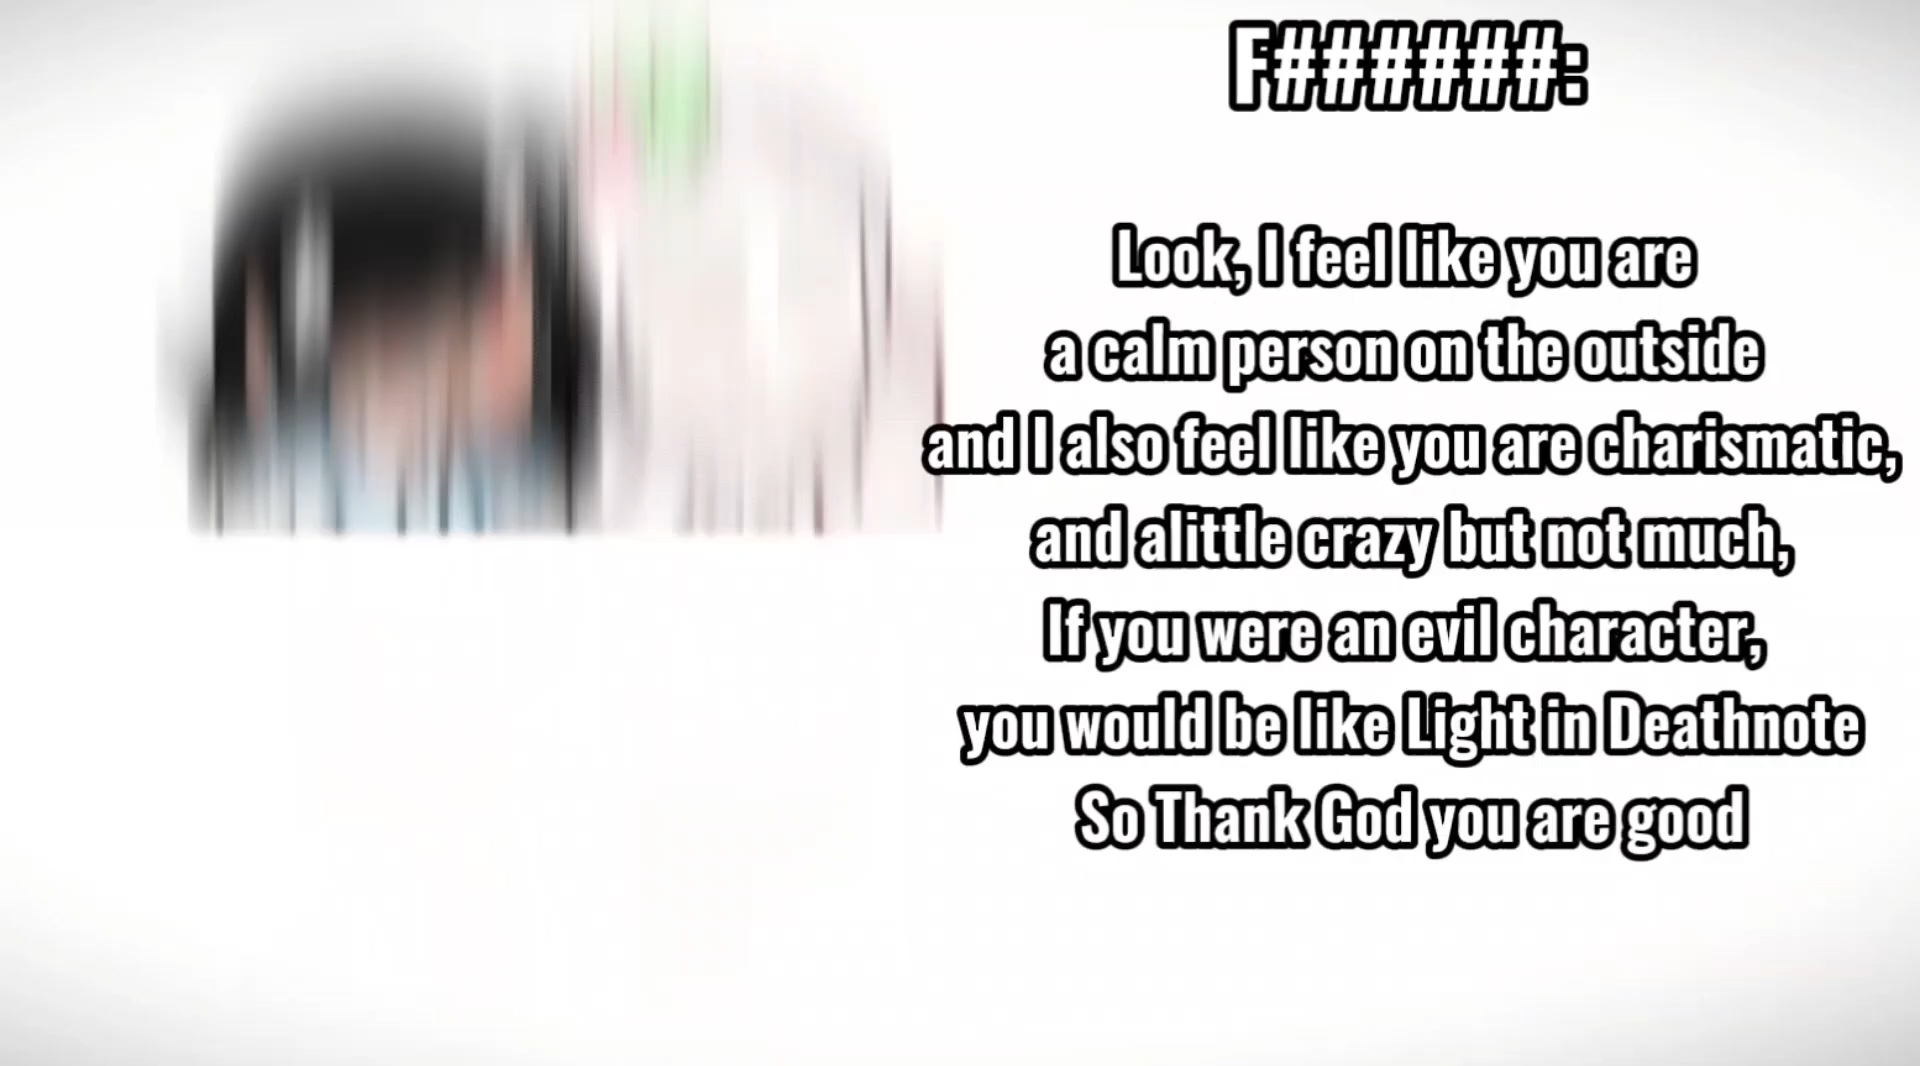 F######:
Look, I feel like you are
a calm person on the outside
and I also feel like you are charismatic,
and alittle crazy but not much,
If you were an evil character,
you would be like Light in Deathnote
So Thank God you are good